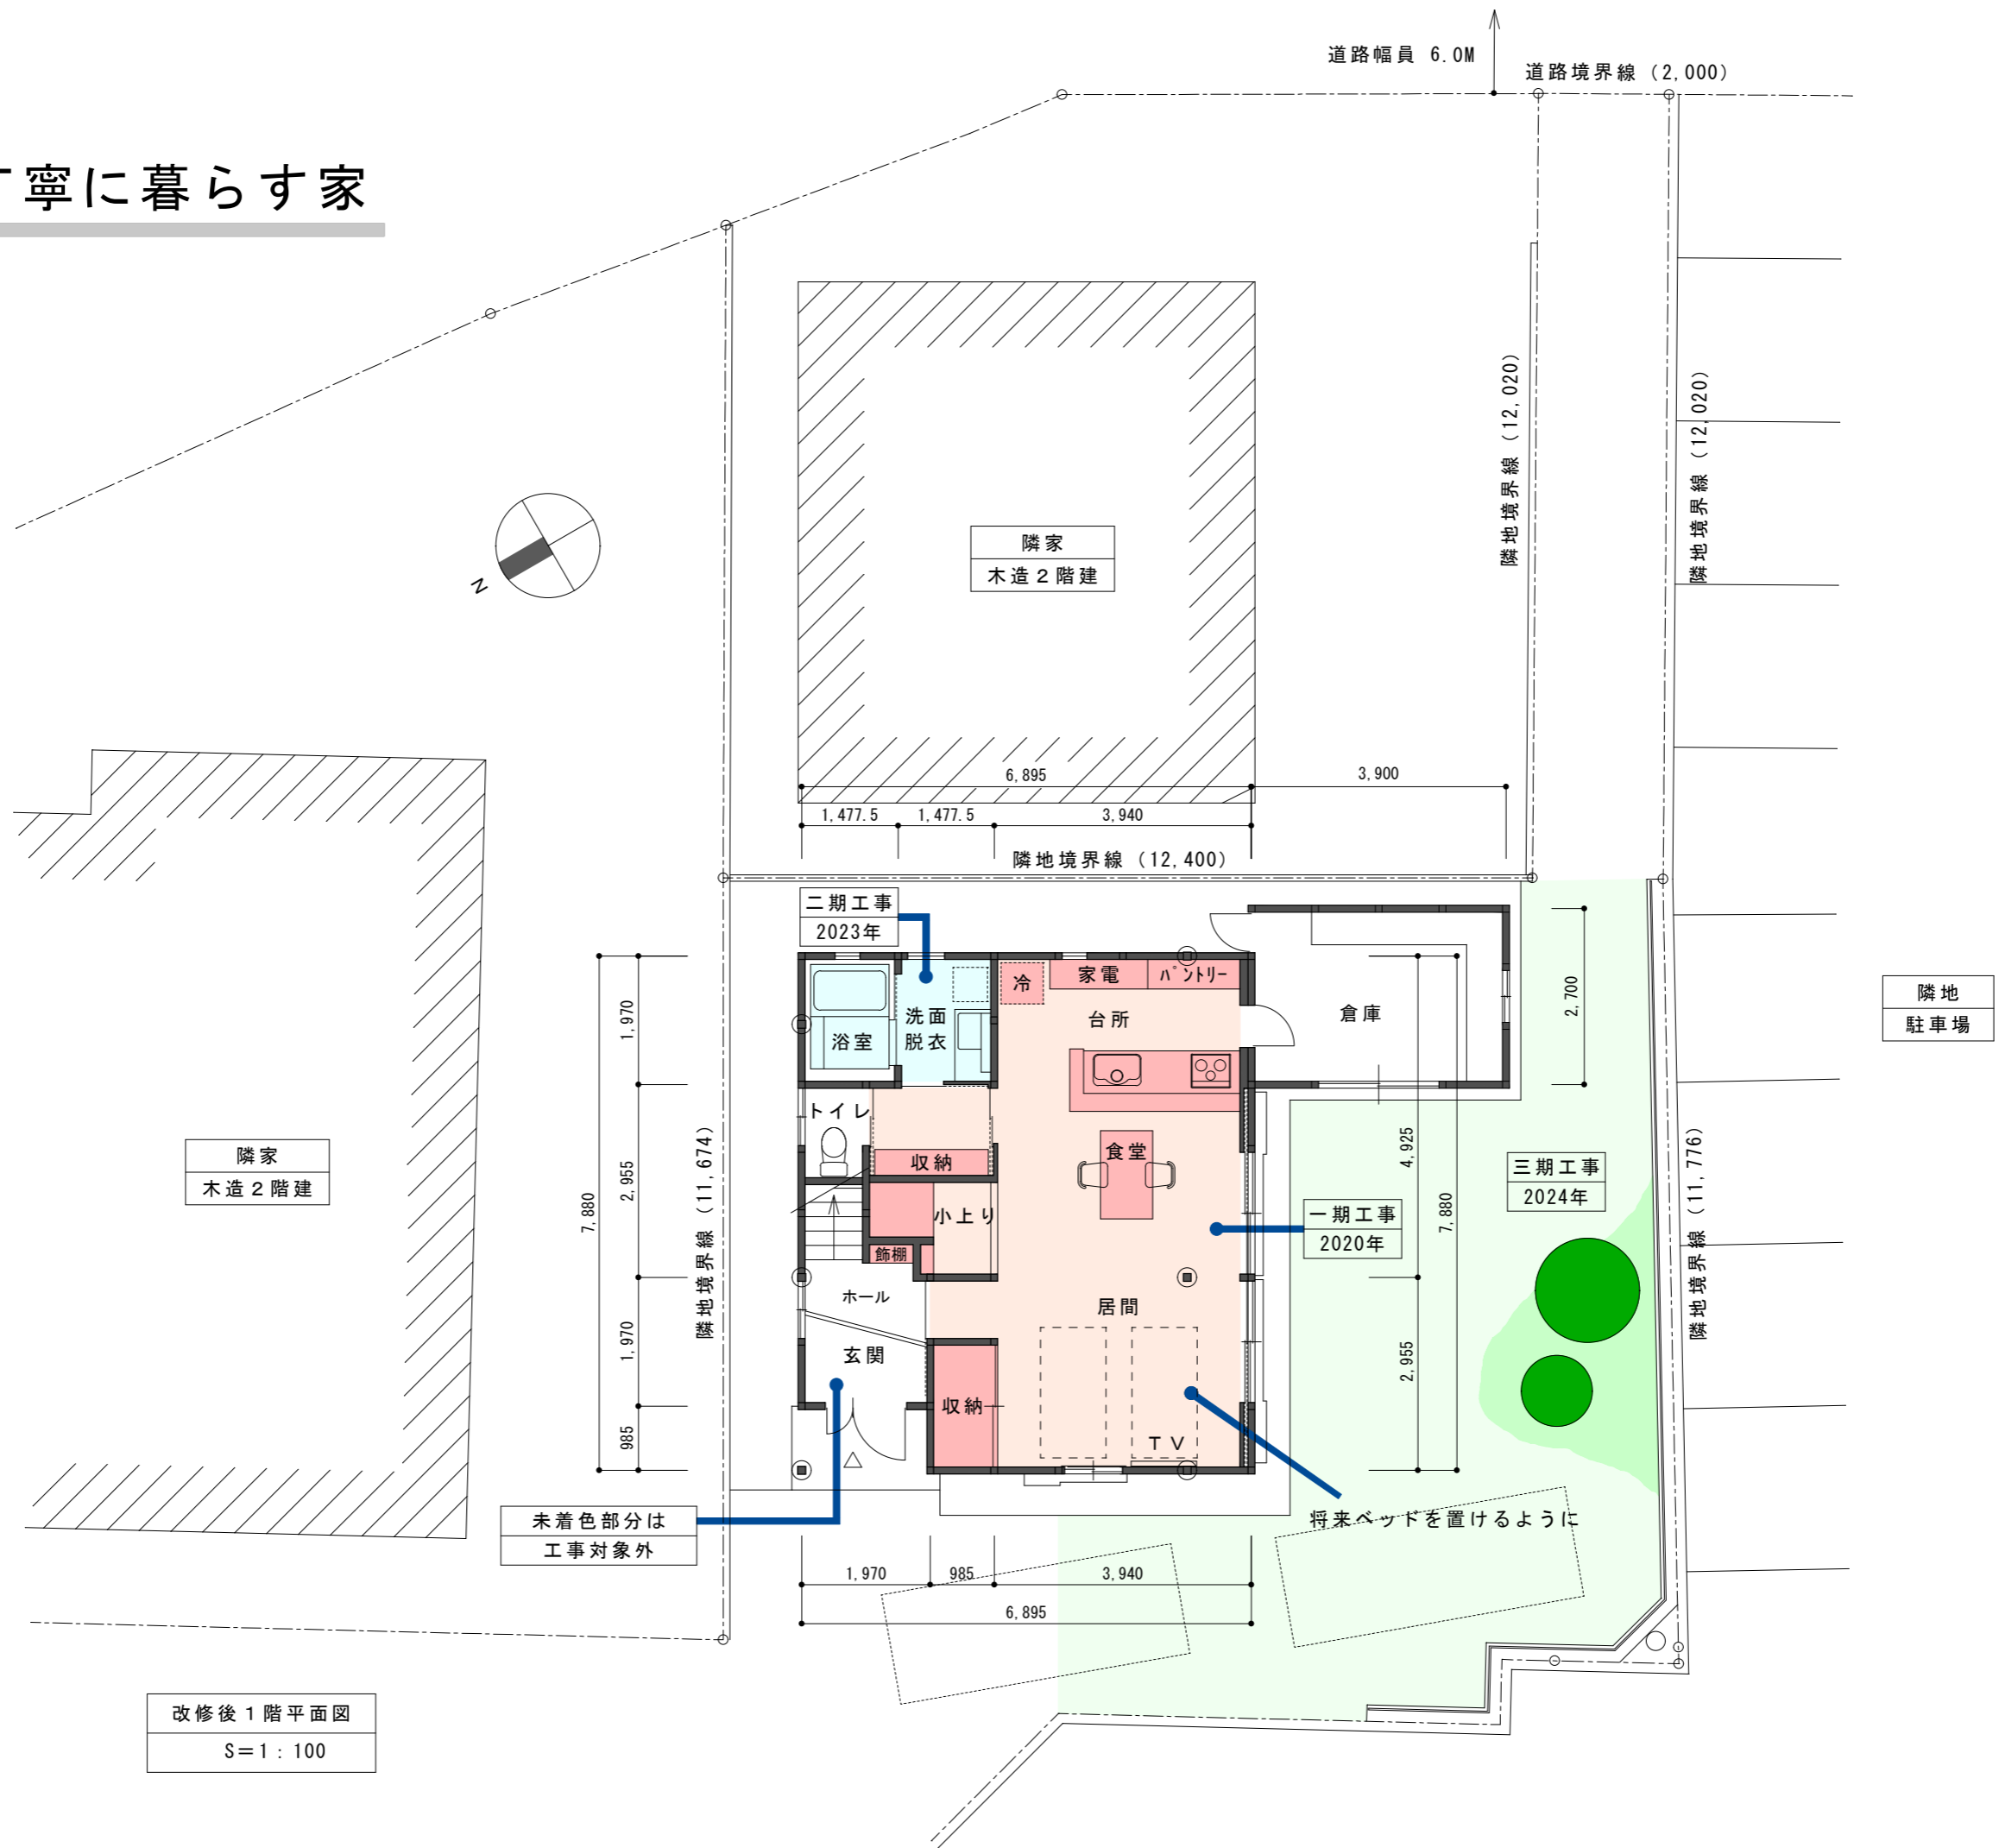 道路幅員 6.0M
道路境界線(2,000)
寧に暮らす家
隣地境界線(12,020)
隣地境界線(12,020)
N
隣家
木造2階建
6,895
3,900
1,477.5
1,477.5
3,940
隣地境界線(12,400)
二期工事
2023年
冷
家電
パントリー
台所
倉庫
洗面
脱衣
浴室
1,970
2,700
隣地
駐車場
トイレ
収納
食堂
小上り
飾棚
隣家
木造2階建
7,880
2,955
隣地境界線(11,674)
4,925
7,880
三期工事
2024年
一期工事
2020年
隣地境界線(11,776)
ホール
居間
玄関
収納
TV
1,970
985
2,955
将来ベッドを置けるように
未着色部分は
工事対象外
1,970
985
3,940
6,895
改修後1階平面図
S=1:100